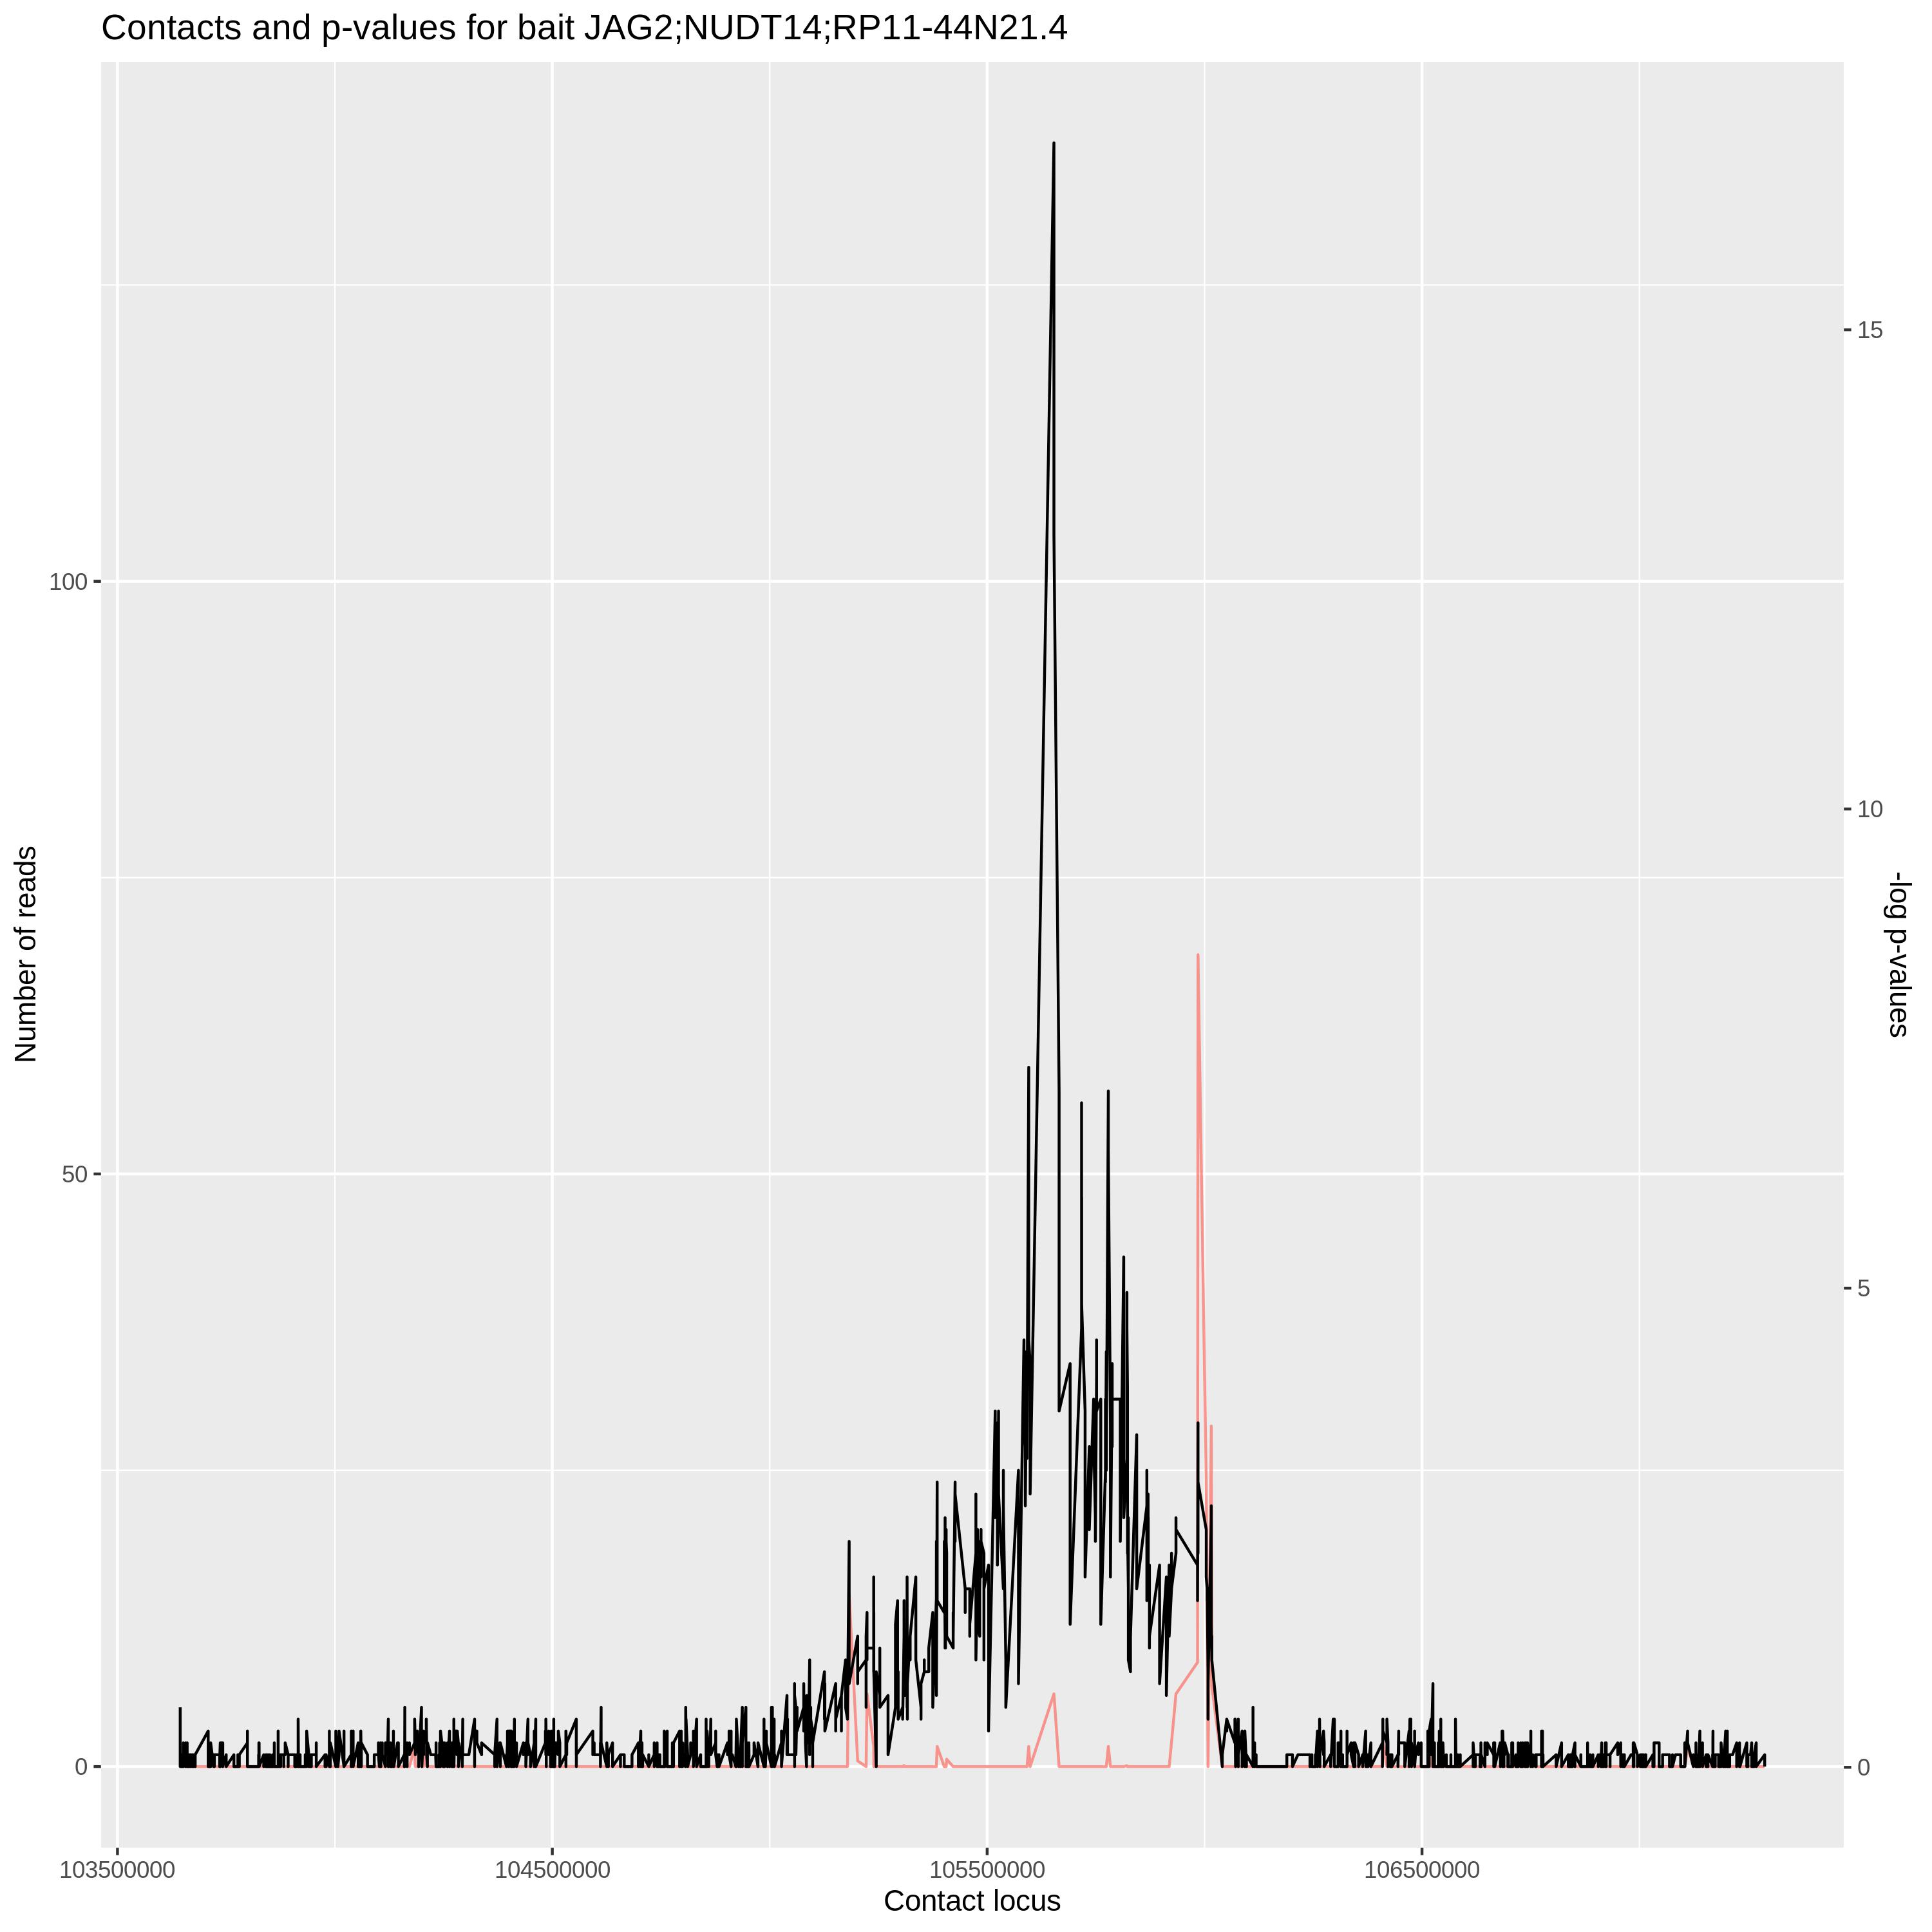 Contacts and p-values for bait JAG2;NUDT14;RP11-44N21.4
Number of reads
100
50
0
15
10
5
0
-log p-values
103500000
104500000
105500000
106500000
Contact locus